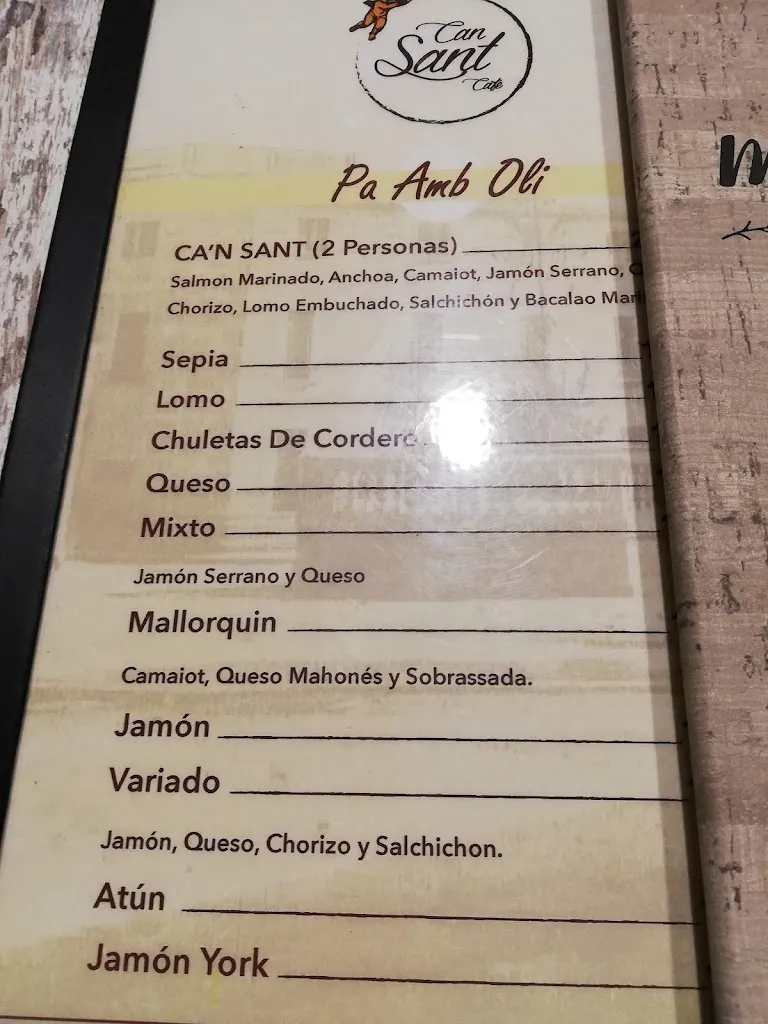 Can
Sant
Café
Pa Amb Oli
CA'N SANT (2 Personas)
Salmon Marinado, Anchoa, Camaiot, Jamón Serrano,
Chorizo, Lomo Embuchado, Salchichón y Bacalao
Sepia
Lomo
Chuletas De Cordero
Queso
Mixto
Jamón Serrano y Queso
Mallorquin
Camaiot, Queso Mahonés y Sobrassada.
Jamón
Variado
Jamón, Queso, Chorizo y Salchichon.
Atún
Jamón York